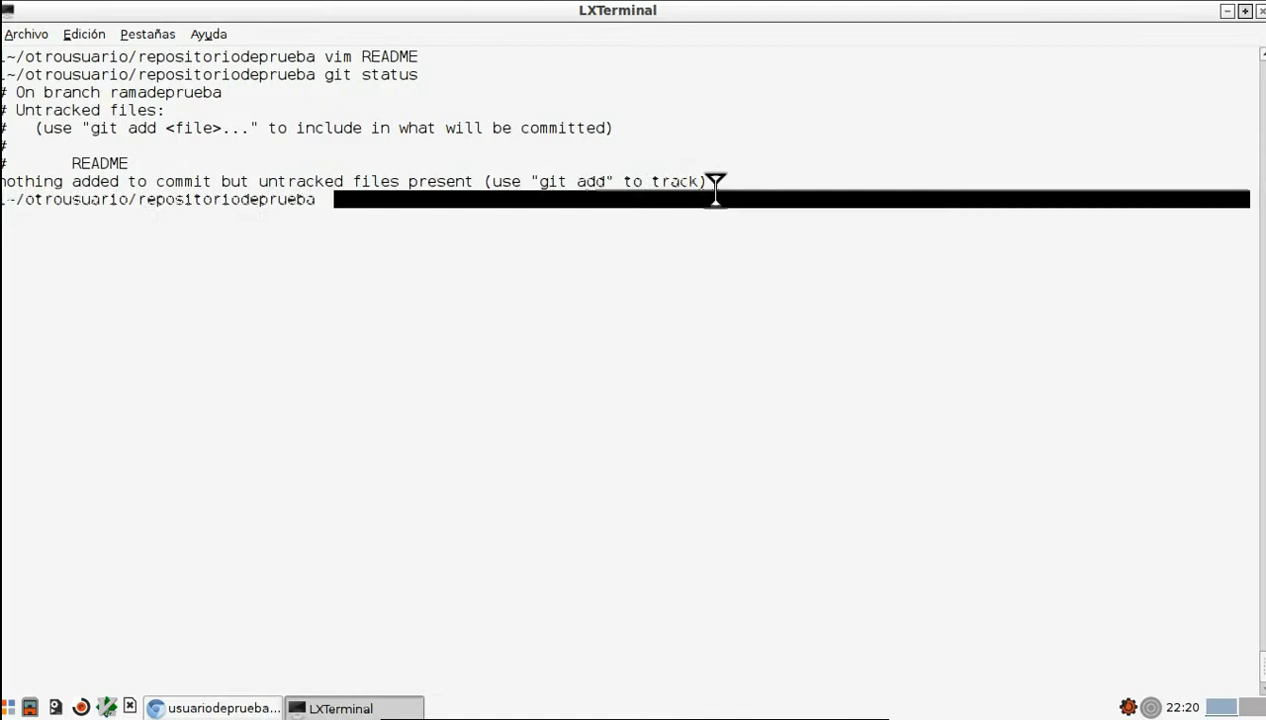 LXTerminal
Archivo Edición Pestañas Ayuda
~/otrousuario/repositoriodeprueba vim README
~/otrousuario/repositoriodeprueba git status
# On branch ramadeprueba
# Untracked files:
#   (use "git add <file>..." to include in what will be committed)
#
#       README
nothing added to commit but untracked files present (use "git add" to track)
~/otrousuario/repositoriodeprueba
usuariodeprueba... LXTerminal 22:20